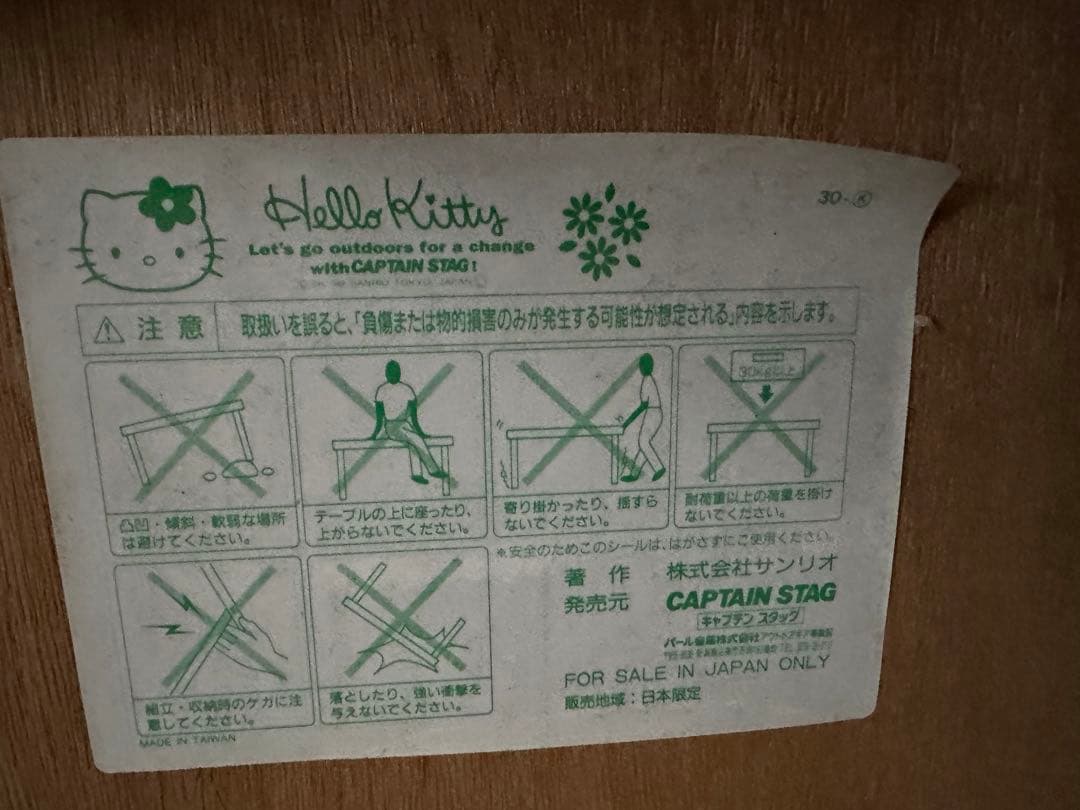 Hello Kitty
Let's go outdoors for a change
with CAPTAIN STAG!
SANRIO TOKYO, JAPAN
30-Ⓚ
注意
取扱いを誤ると、「負傷または物的損害のみが発生する可能性が想定される」内容を示します。
凸凹・傾斜・軟弱な場所
は避けてください。
テーブルの上に座ったり、
上がらないでください。
寄り掛かったり、揺すら
ないでください。
30kg以上
耐荷重以上の荷重を掛け
ないでください。
組立・収納時のケガに注
意してください。
落としたり、強い衝撃を
与えないでください。
※安全のためこのシールは、はがさずにご使用ください。
著作 株式会社サンリオ
発売元 CAPTAIN STAG
キャプテン スタッグ
パール金属株式会社
FOR SALE IN JAPAN ONLY
販売地域：日本限定
MADE IN TAIWAN